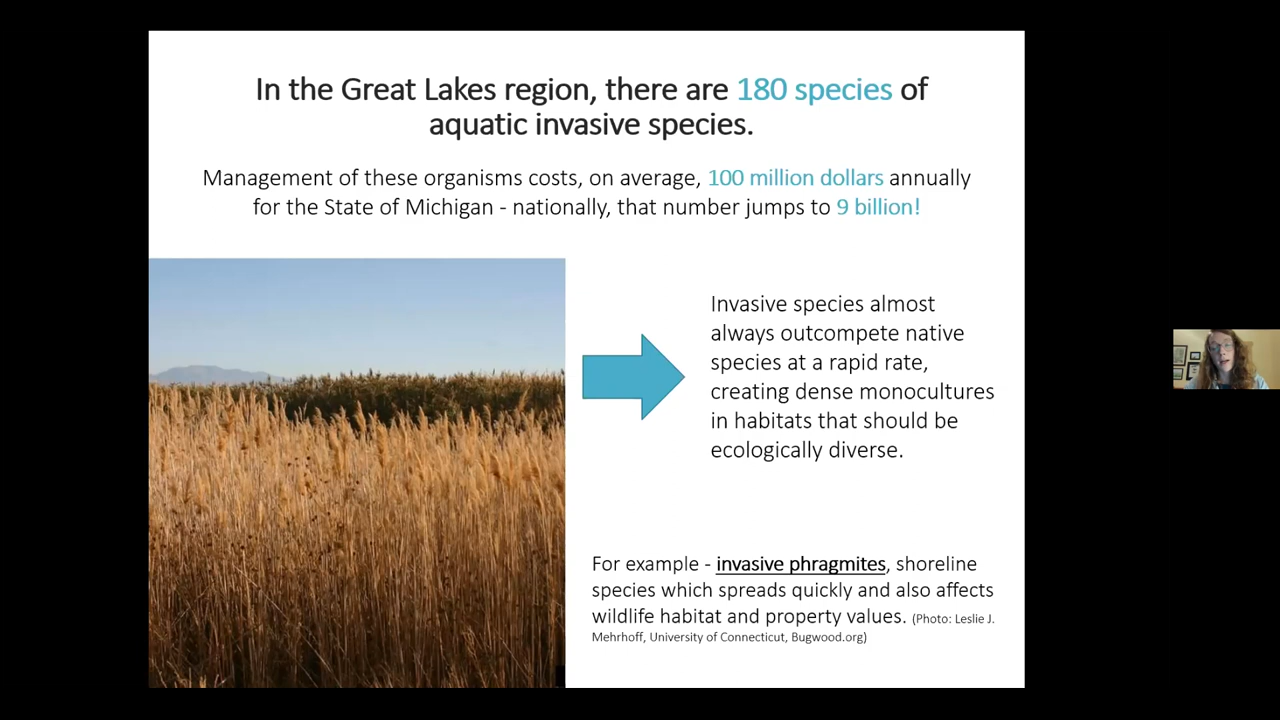 In the Great Lakes region, there are 180 species of
aquatic invasive species.
Management of these organisms costs, on average, 100 million dollars annually
for the State of Michigan - nationally, that number jumps to 9 billion!
Invasive species almost
always outcompete native
species at a rapid rate,
creating dense monocultures
in habitats that should be
ecologically diverse.
For example - invasive phragmites, shoreline
species which spreads quickly and also affects
wildlife habitat and property values. (Photo: Leslie J.
Mehrhoff, University of Connecticut, Bugwood.org)